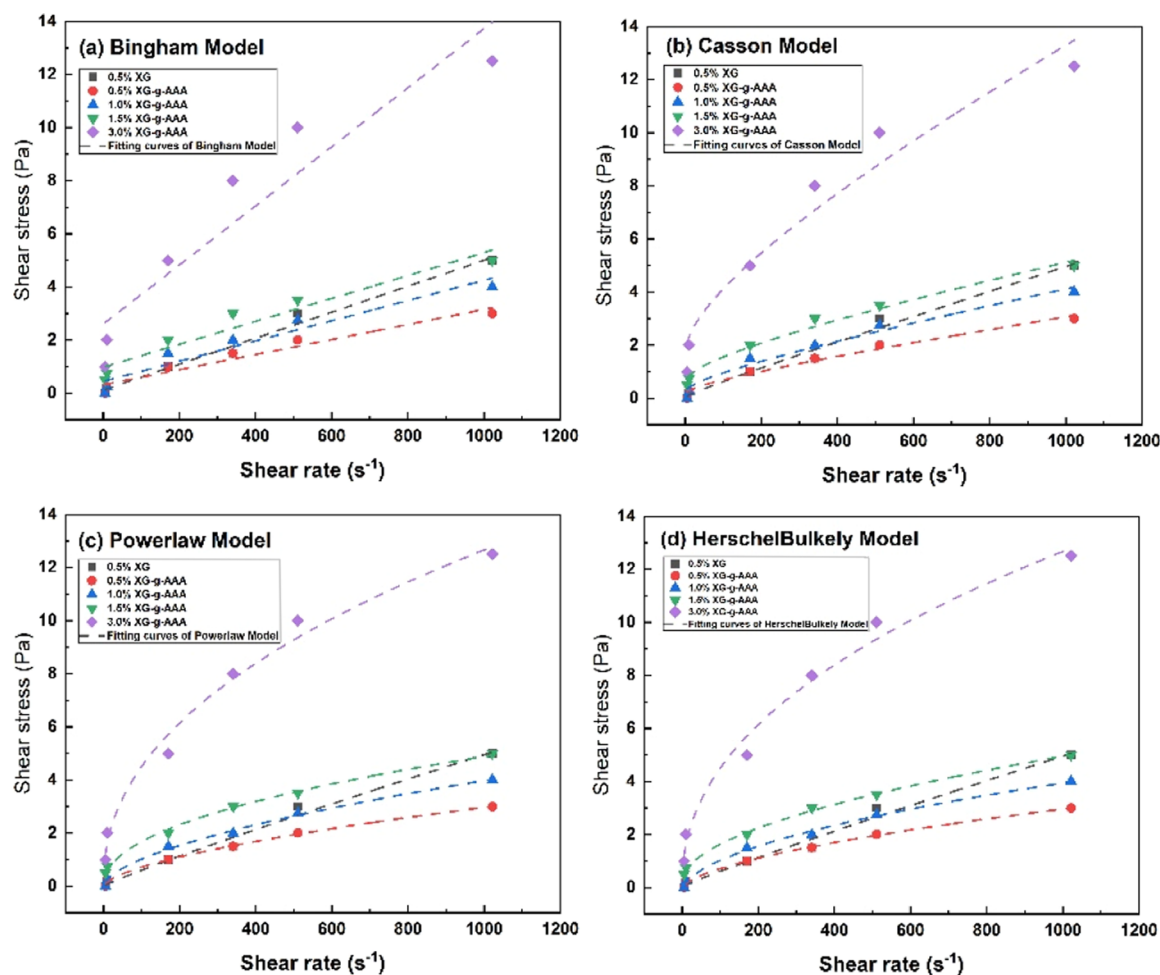 (a) Bingham Model
0.5% XG
0.5% XG-g-AAA
1.0% XG-g-AAA
1.5% XG-g-AAA
3.0% XG-g-AAA
Fitting curves of Bingham Model
Shear stress (Pa)
14
12
10
8
6
4
2
0
0 200 400 600 800 1000 1200
Shear rate (s⁻¹)
(b) Casson Model
0.5% XG
0.5% XG-g-AAA
1.0% XG-g-AAA
1.5% XG-g-AAA
3.0% XG-g-AAA
Fitting curves of Casson Model
Shear stress (Pa)
14
12
10
8
6
4
2
0
0 200 400 600 800 1000 1200
Shear rate (s⁻¹)
(c) Powerlaw Model
0.5% XG
0.5% XG-g-AAA
1.0% XG-g-AAA
1.5% XG-g-AAA
3.0% XG-g-AAA
Fitting curves of Powerlaw Model
Shear stress (Pa)
14
12
10
8
6
4
2
0
0 200 400 600 800 1000 1200
Shear rate (s⁻¹)
(d) HerschelBulkely Model
0.5% XG
0.5% XG-g-AAA
1.0% XG-g-AAA
1.5% XG-g-AAA
3.0% XG-g-AAA
Fitting curves of HerschelBulkely Model
Shear stress (Pa)
14
12
10
8
6
4
2
0
0 200 400 600 800 1000 1200
Shear rate (s⁻¹)